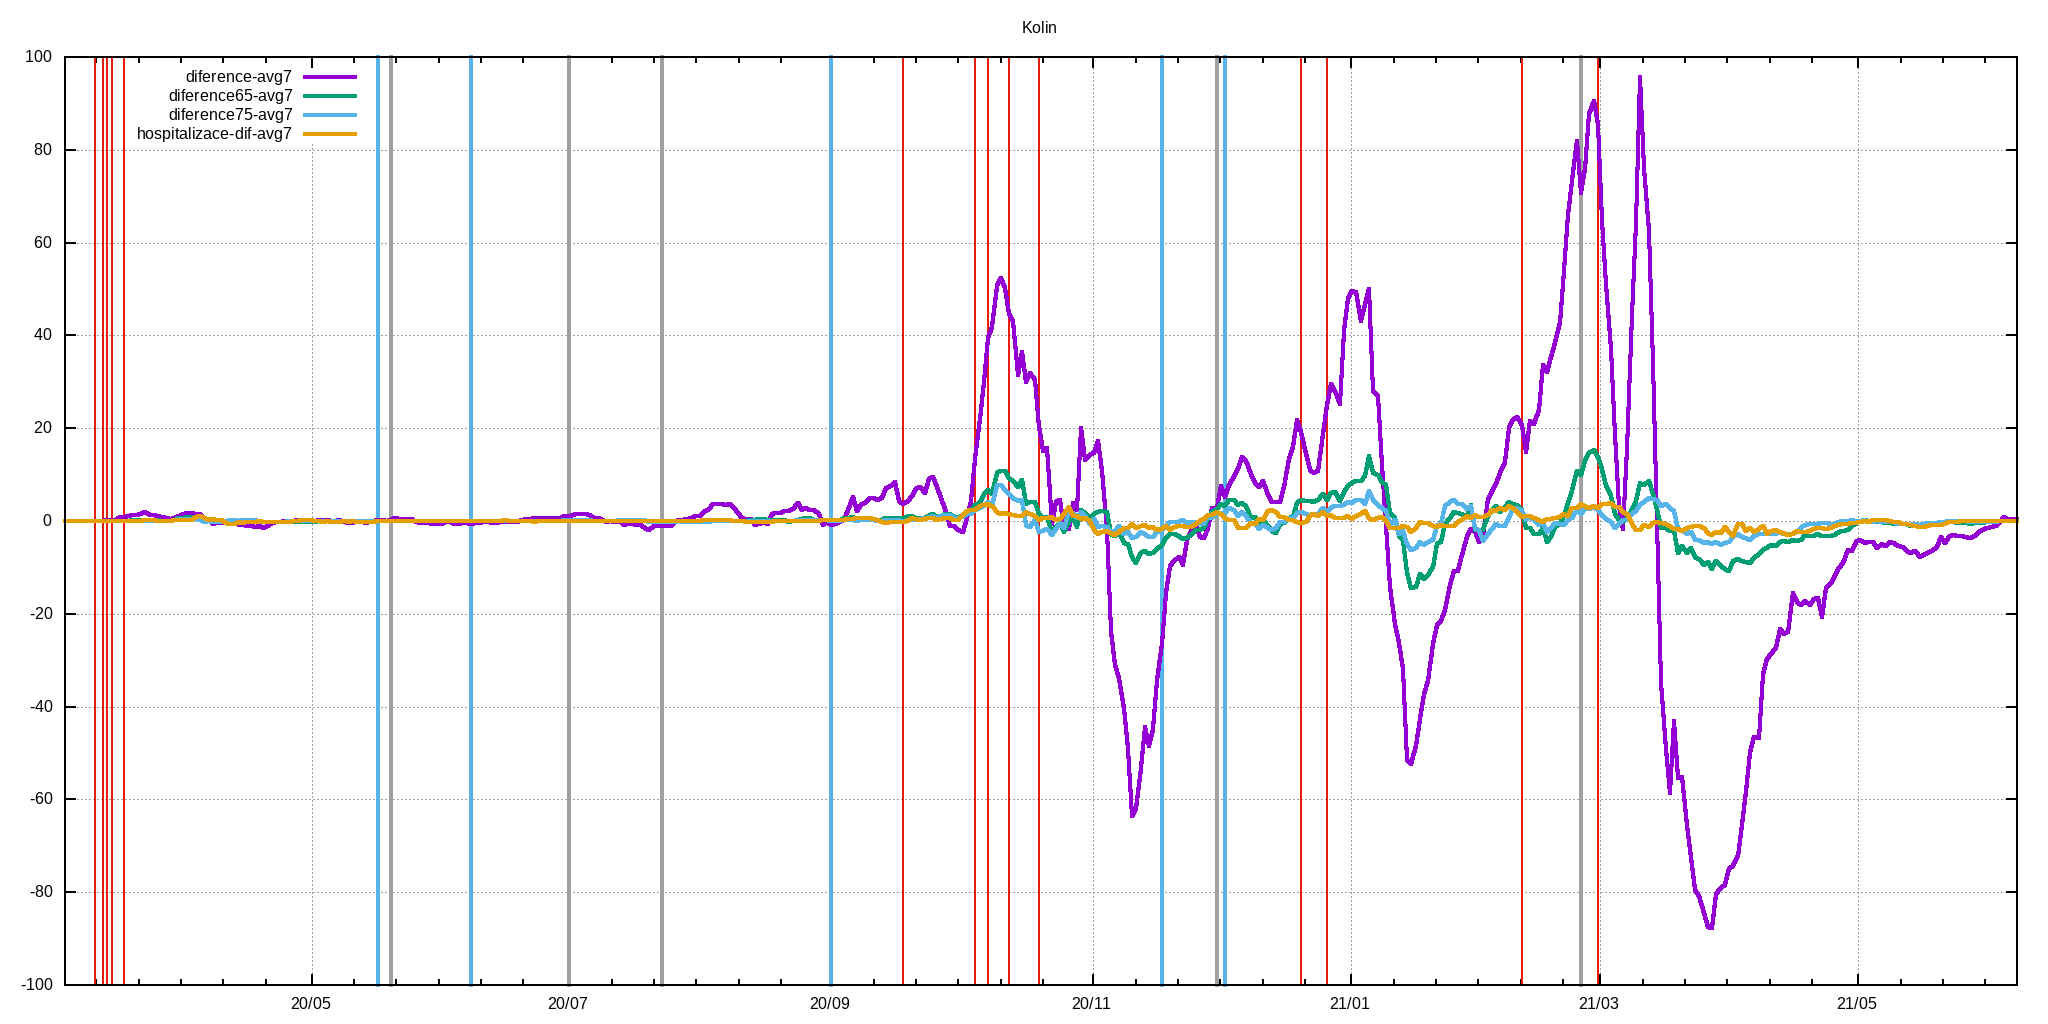 Kolin
diference-avg7
diference65-avg7
diference75-avg7
hospitalizace-dif-avg7
100
80
60
40
20
0
-20
-40
-60
-80
-100
20/05 20/07 20/09 20/11 21/01 21/03 21/05